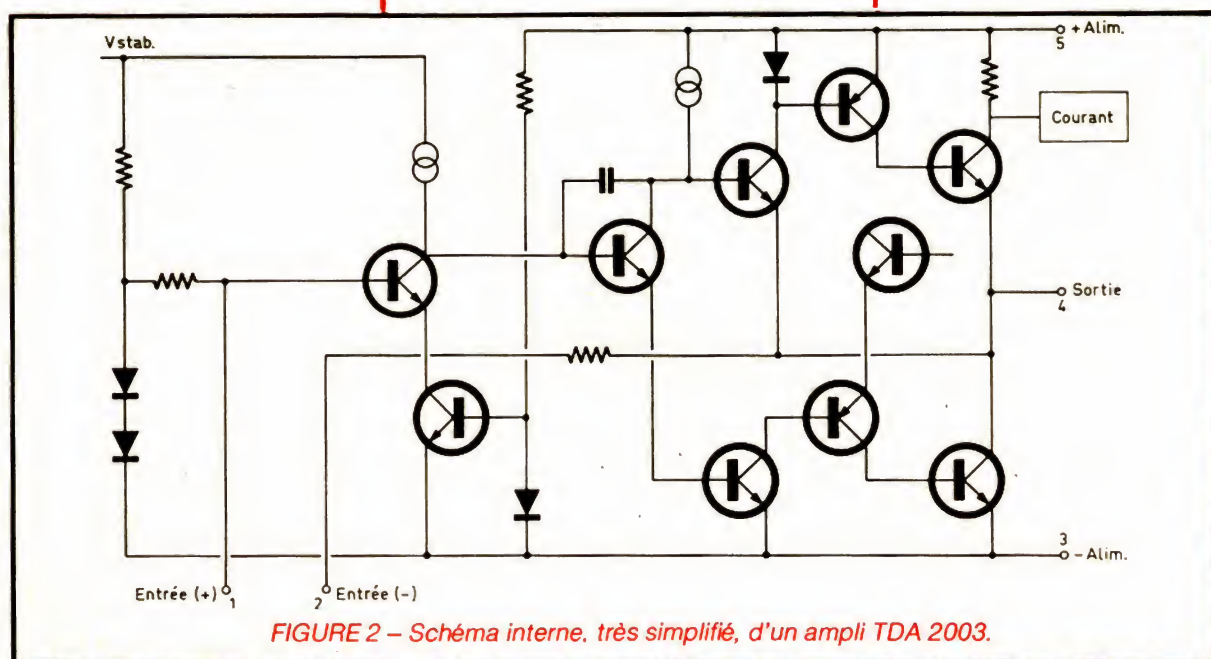 Vstab.
+ Alim.
5
Courant
Sortie
4
3
- Alim.
Entrée (+) 1
2 Entrée (-)
FIGURE 2 – Schéma interne, très simplifié, d'un ampli TDA 2003.